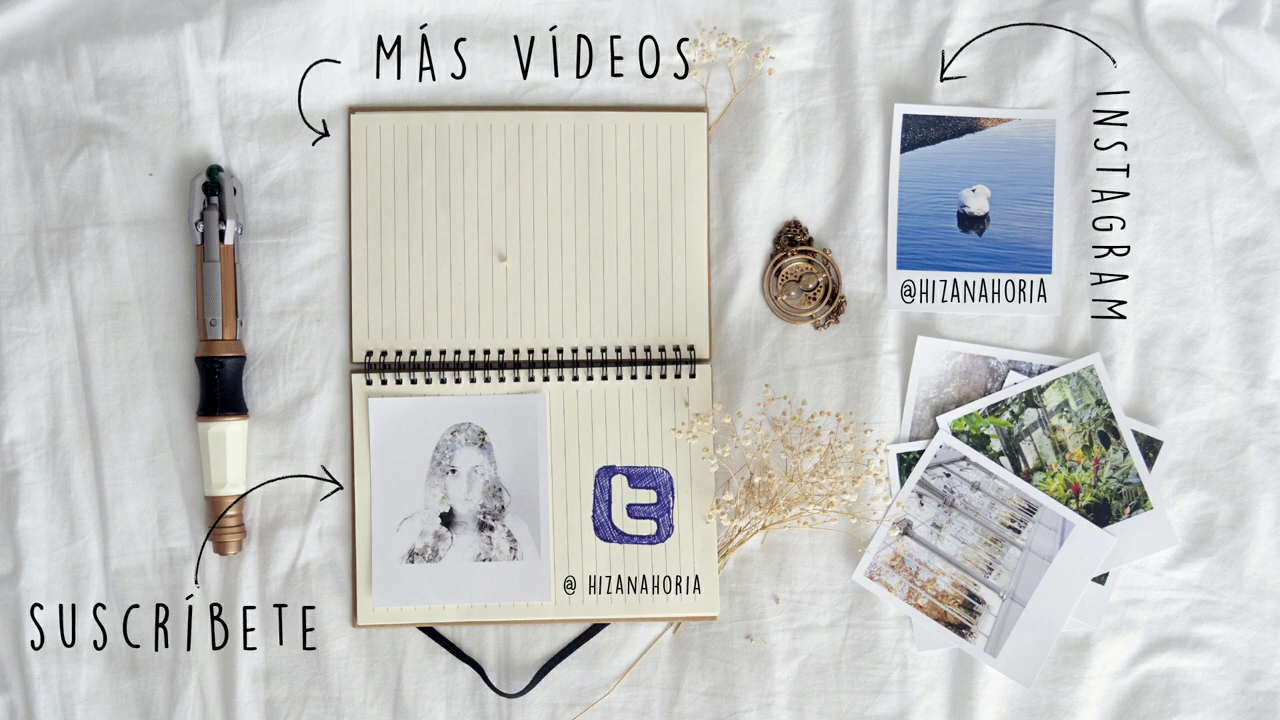 MÁS VÍDEOS
INSTAGRAM
@HIZANAHORIA
@ HIZANAHORIA
SUSCRÍBETE